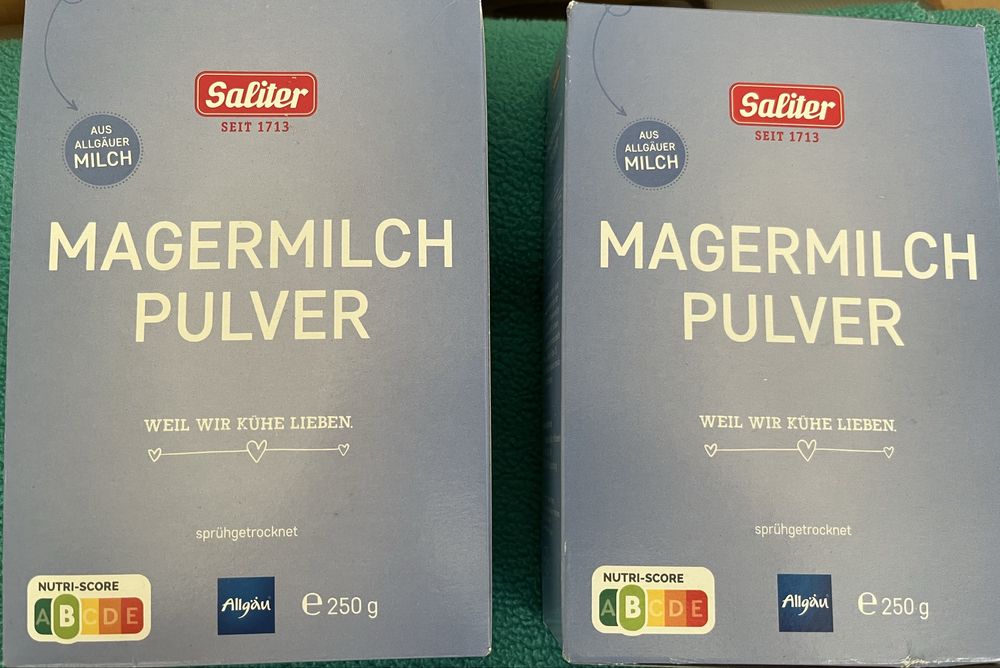 Saliter
SEIT 1713
AUS
ALLGÄUER
MILCH
MAGERMILCH
PULVER
WEIL WIR KÜHE LIEBEN.
sprühgetrocknet
NUTRI-SCORE
A B C D E
Allgäu
e 250 g
Saliter
SEIT 1713
AUS
ALLGÄUER
MILCH
MAGERMILCH
PULVER
WEIL WIR KÜHE LIEBEN.
sprühgetrocknet
NUTRI-SCORE
A B C D E
Allgäu
e 250 g